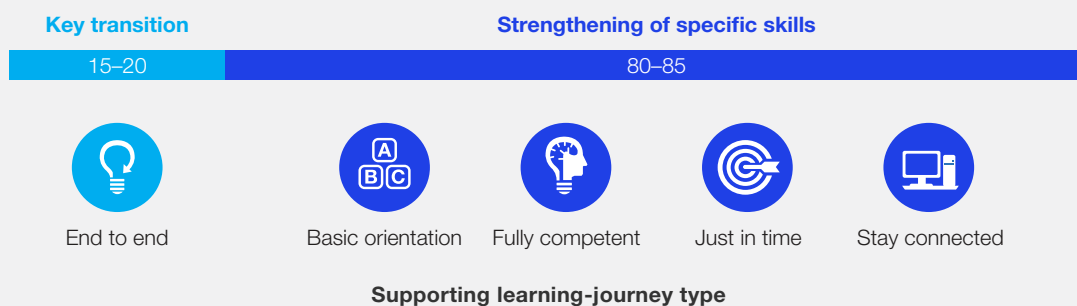 Key transition
Strengthening of specific skills
15–20
80–85
A
B C
End to end
Basic orientation
Fully competent
Just in time
Stay connected
Supporting learning-journey type